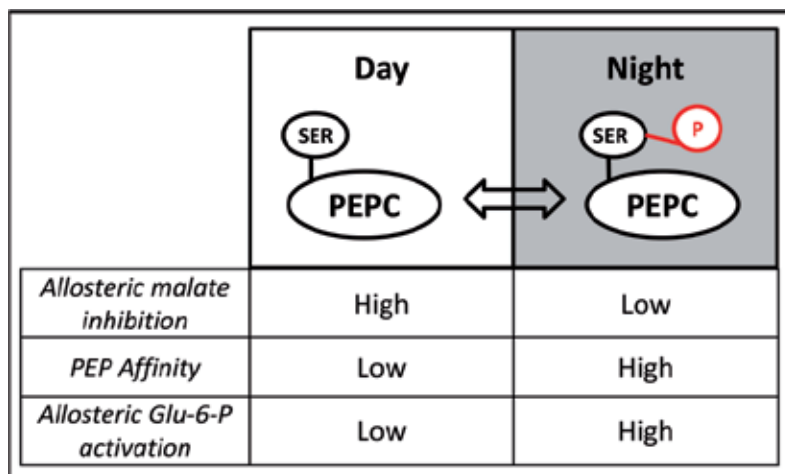 Day Night
SER SER P
PEPC PEPC
Allosteric malate
inhibition
High Low
PEP Affinity Low High
Allosteric Glu-6-P
activation
Low High